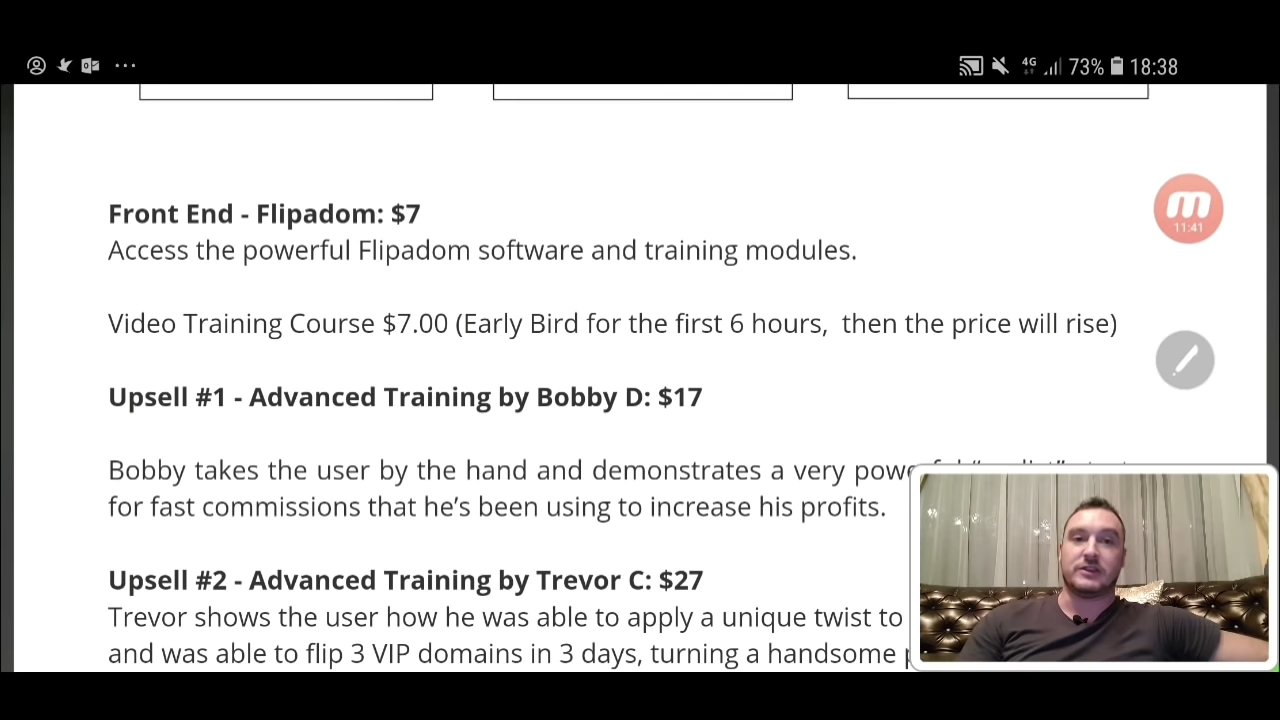 4G 73% 18:38
Front End - Flipadom: $7
11:41
Access the powerful Flipadom software and training modules.
Video Training Course $7.00 (Early Bird for the first 6 hours,  then the price will rise)
Upsell #1 - Advanced Training by Bobby D: $17
Bobby takes the user by the hand and demonstrates a very
for fast commissions that he’s been using to increase his profits.
Upsell #2 - Advanced Training by Trevor C: $27
Trevor shows the user how he was able to apply a unique twist to
and was able to flip 3 VIP domains in 3 days, turning a handsome